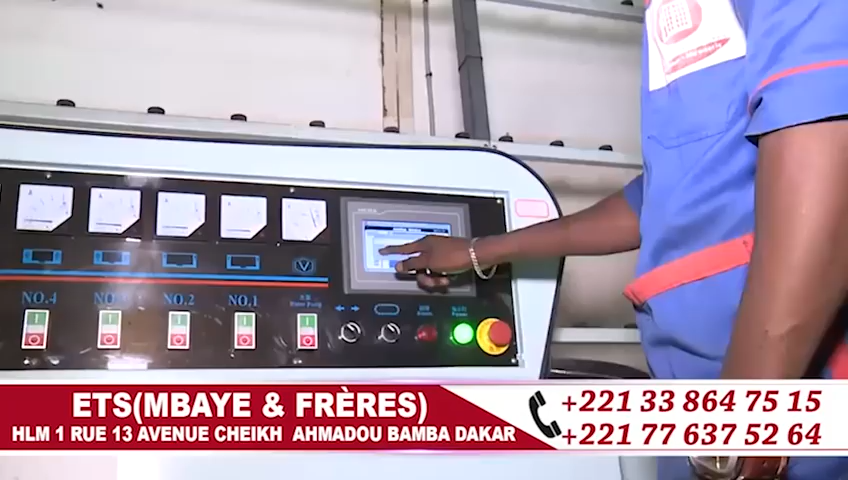 NO.4
NO.2
NO.1
ETS(MBAYE & FRÈRES)
HLM 1 RUE 13 AVENUE CHEIKH AHMADOU BAMBA DAKAR
+221 33 864 75 15
+221 77 637 52 64